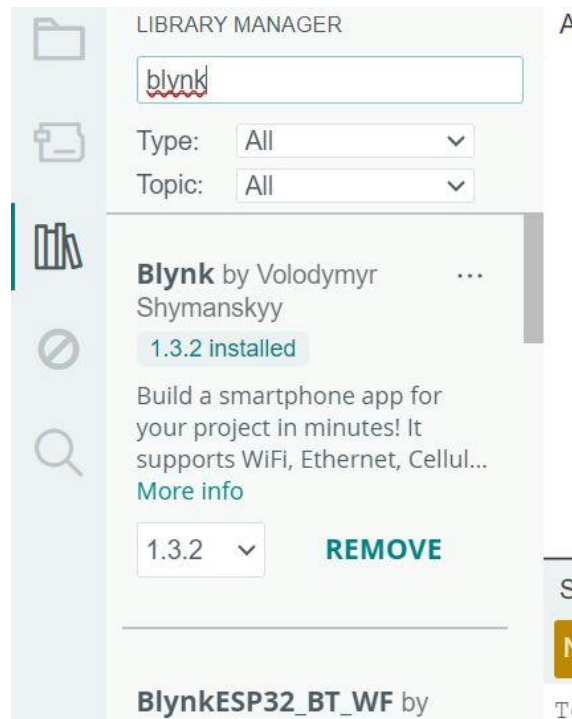 LIBRARY MANAGER
A
blynk
Type: All
Topic: All
Blynk by Volodymyr
Shymanskyy
1.3.2 installed
Build a smartphone app for
your project in minutes! It
supports WiFi, Ethernet, Cellul...
More info
1.3.2 REMOVE
S
N
BlynkESP32_BT_WF by